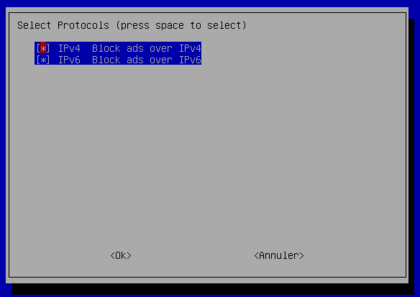 Select Protocols (press space to select)
[*] IPv4 Block ads over IPv4
[*] IPv6 Block ads over IPv6
<Ok> <Annuler>